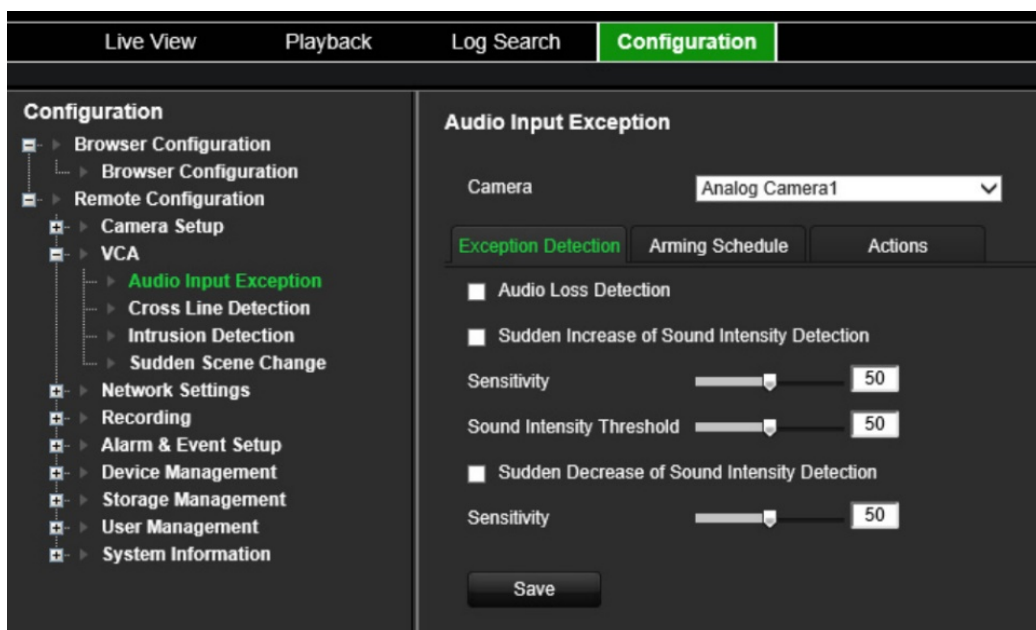 Live View Playback Log Search Configuration
Configuration
Browser Configuration
Browser Configuration
Remote Configuration
Camera Setup
VCA
Audio Input Exception
Cross Line Detection
Intrusion Detection
Sudden Scene Change
Network Settings
Recording
Alarm & Event Setup
Device Management
Storage Management
User Management
System Information
Audio Input Exception
Camera Analog Camera1
Exception Detection Arming Schedule Actions
Audio Loss Detection
Sudden Increase of Sound Intensity Detection
Sensitivity 50
Sound Intensity Threshold 50
Sudden Decrease of Sound Intensity Detection
Sensitivity 50
Save